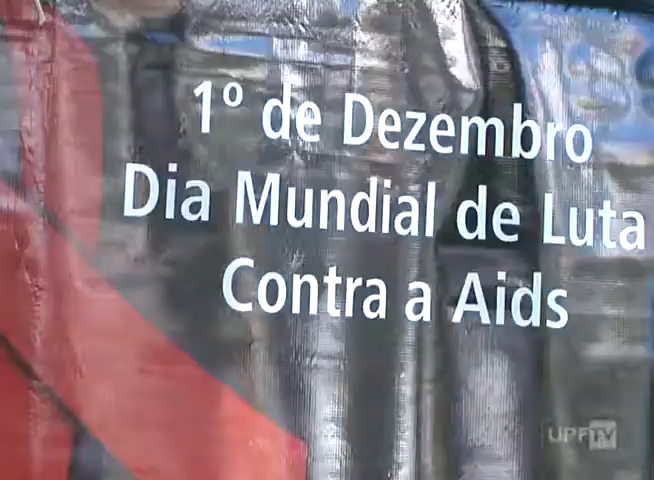 1º de Dezembro
Dia Mundial de Luta
Contra a Aids
UPFTV